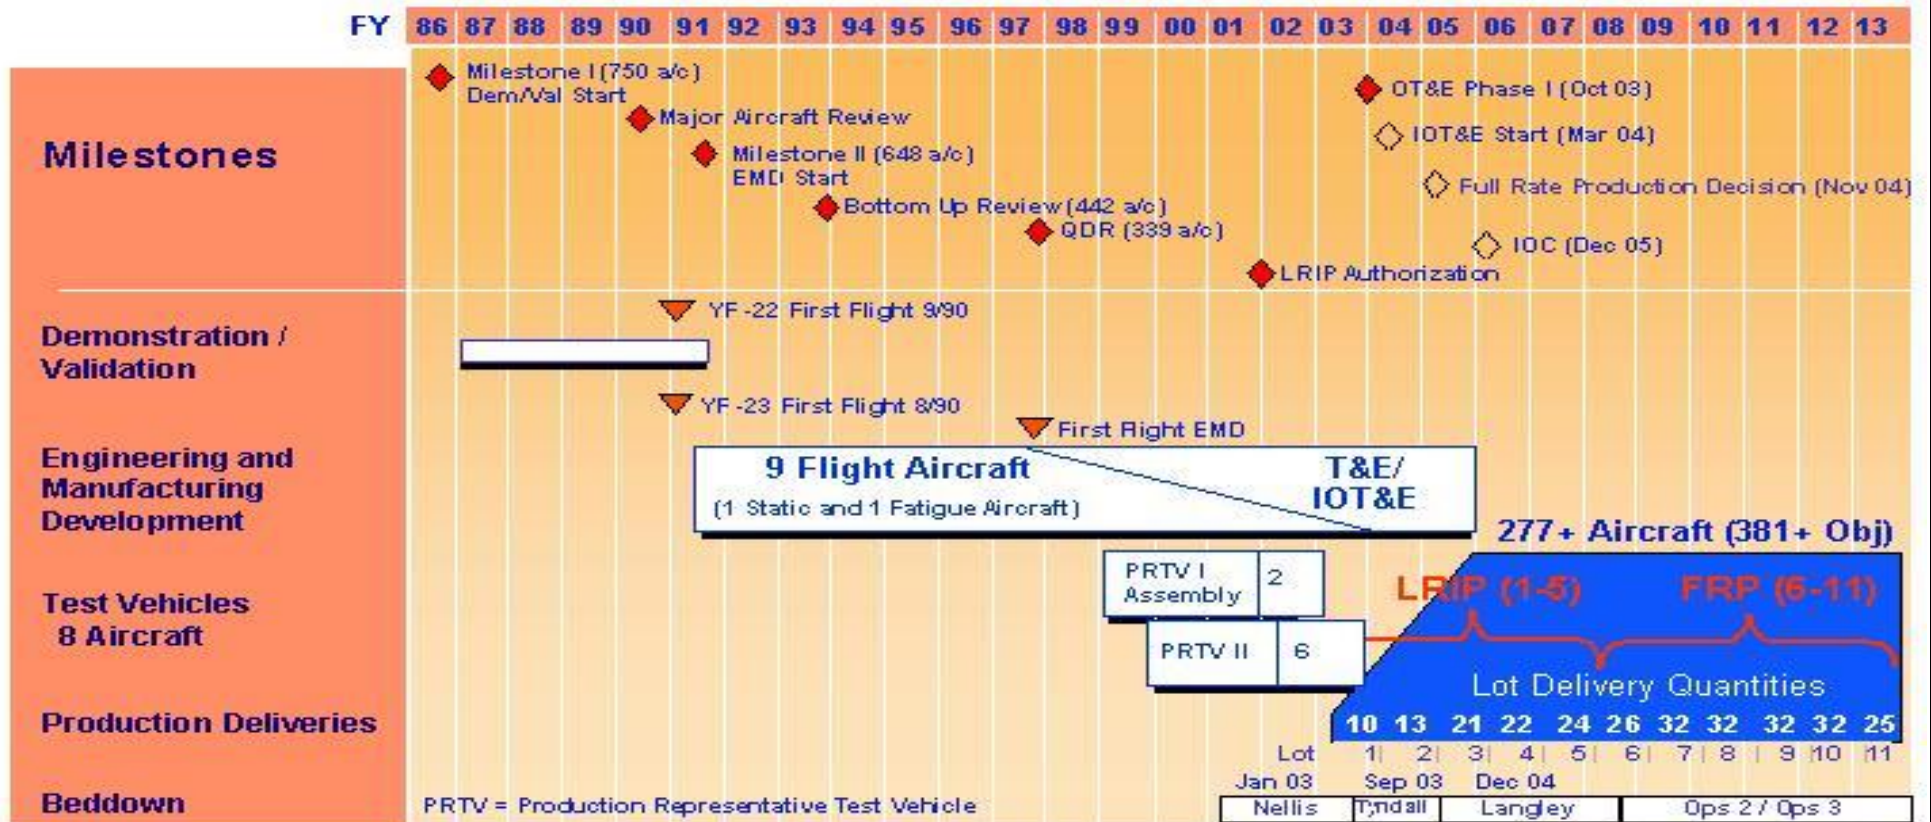 FY 86 87 88 89 90 91 92 93 94 95 96 97 98 99 00 01 02 03 04 05 06 07 08 09 10 11 12 13
Milestones
Milestone I (750 a/c)
Dem/Val Start
Major Aircraft Review
Milestone II (648 a/c)
EMD Start
Bottom Up Review (442 a/c)
QDR (339 a/c)
LRIP Authorization
OT&E Phase I (Oct 03)
IOT&E Start (Mar 04)
Full Rate Production Decision (Nov 04)
IOC (Dec 05)
Demonstration /
Validation
YF-22 First Flight 9/90
YF-23 First Flight 8/90
Engineering and
Manufacturing
Development
First Flight EMD
9 Flight Aircraft
(1 Static and 1 Fatigue Aircraft)
T&E/
IOT&E
277+ Aircraft (381+ Obj)
Test Vehicles
8 Aircraft
PRTV I
Assembly
2
PRTV II
6
LRIP (1-5)
FRP (6-11)
Lot Delivery Quantities
Production Deliveries
10 13 21 22 24 26 32 32 32 32 25
Lot 1 2 3 4 5 6 7 8 9 10 11
Jan 03 Sep 03 Dec 04
Beddown
PRTV = Production Representative Test Vehicle
Nellis Tyndall Langley Ops 2 / Ops 3